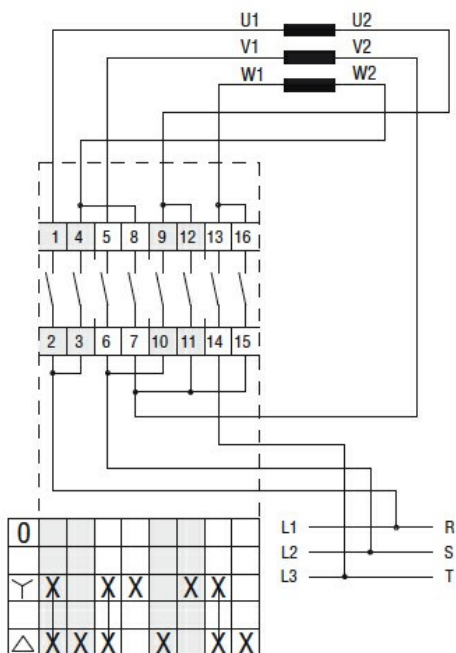 U1 U2
V1 V2
W1 W2
1 4 5 8 9 12 13 16
2 3 6 7 10 11 14 15
L1 R
L2 S
L3 T
0
Y X X X X X
△ X X X X X X